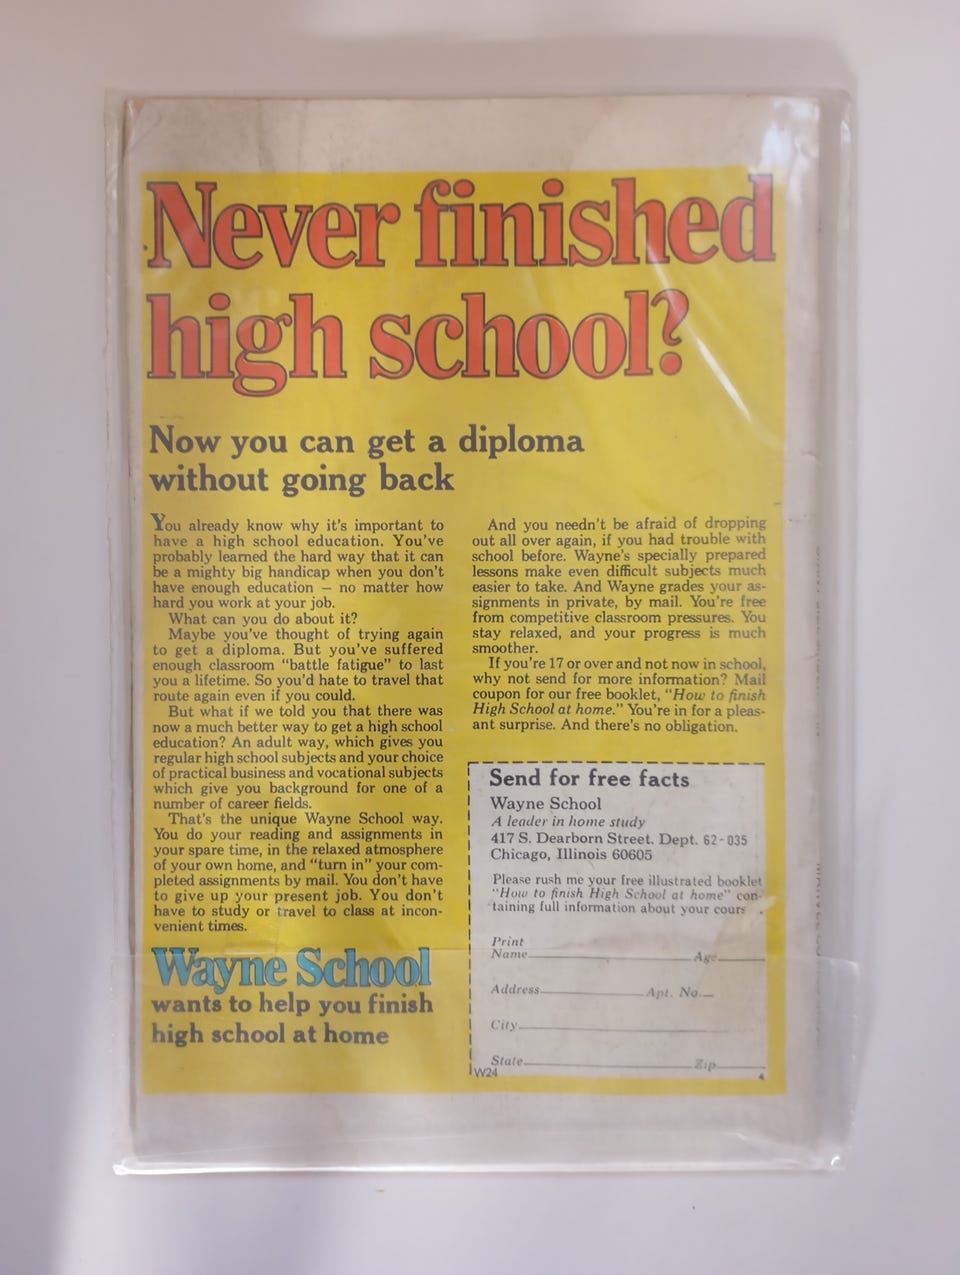 Never finished
high school?
Now you can get a diploma
without going back
You already know why it's important to
have a high school education. You've
probably learned the hard way that it can
be a mighty big handicap when you don't
have enough education — no matter how
hard you work at your job.
What can you do about it?
Maybe you've thought of trying again
to get a diploma. But you've suffered
enough classroom "battle fatigue" to last
you a lifetime. So you'd hate to travel that
route again even if you could.
But what if we told you that there was
now a much better way to get a high school
education? An adult way, which gives you
regular high school subjects and your choice
of practical business and vocational subjects
which give you background for one of a
number of career fields.
That's the unique Wayne School way.
You do your reading and assignments in
your spare time, in the relaxed atmosphere
of your own home, and "turn in" your com-
pleted assignments by mail. You don't have
to give up your present job. You don't
have to study or travel to class at incon-
venient times.
Wayne School
wants to help you finish
high school at home
And you needn't be afraid of dropping
out all over again, if you had trouble with
school before. Wayne's specially prepared
lessons make even difficult subjects much
easier to take. And Wayne grades your as-
signments in private, by mail. You're free
from competitive classroom pressures. You
stay relaxed, and your progress is much
smoother.
If you're 17 or over and not now in school,
why not send for more information? Mail
coupon for our free booklet, "How to finish
High School at home." You're in for a pleas-
ant surprise. And there's no obligation.
Send for free facts
Wayne School
A leader in home study
417 S. Dearborn Street. Dept. 62-035
Chicago, Illinois 60605
Please rush me your free illustrated booklet
"How to finish High School at home" con-
taining full information about your cours
Print
Name Age
Address Apt. No.
City
State Zip
W24 4